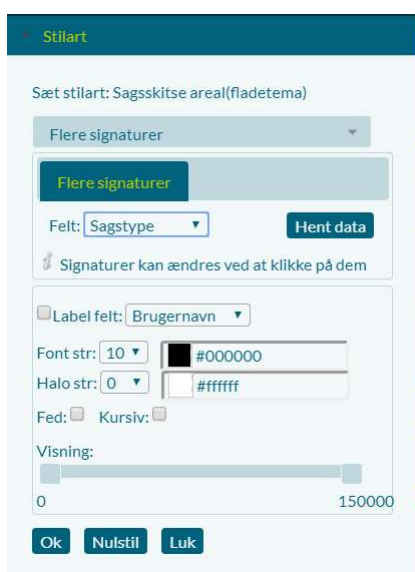 Stilart
Sæt stilart: Sagsskitse areal(fladetema)
Flere signaturer
Flere signaturer
Felt: Sagstype Hent data
Signaturer kan ændres ved at klikke på dem
Label felt: Brugernavn
Font str: 10 #000000
Halo str: 0 #ffffff
Fed: Kursiv:
Visning:
0 150000
Ok Nulstil Luk